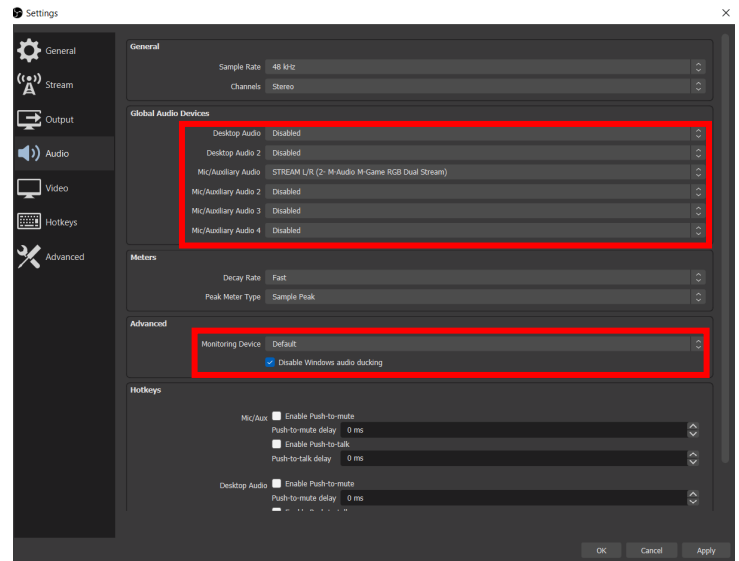 Settings
General
General
Sample Rate 48 kHz
Channels Stereo
Stream
Output
Audio
Video
Hotkeys
Advanced
Global Audio Devices
Desktop Audio Disabled
Desktop Audio 2 Disabled
Mic/Auxiliary Audio STREAM L/R (2- M-Audio M-Game RGB Dual Stream)
Mic/Auxiliary Audio 2 Disabled
Mic/Auxiliary Audio 3 Disabled
Mic/Auxiliary Audio 4 Disabled
Meters
Decay Rate Fast
Peak Meter Type Sample Peak
Advanced
Monitoring Device Default
Disable Windows audio ducking
Hotkeys
Mic/Aux Enable Push-to-mute
Push-to-mute delay 0 ms
Enable Push-to-talk
Push-to-talk delay 0 ms
Desktop Audio Enable Push-to-mute
Push-to-mute delay 0 ms
OK Cancel Apply